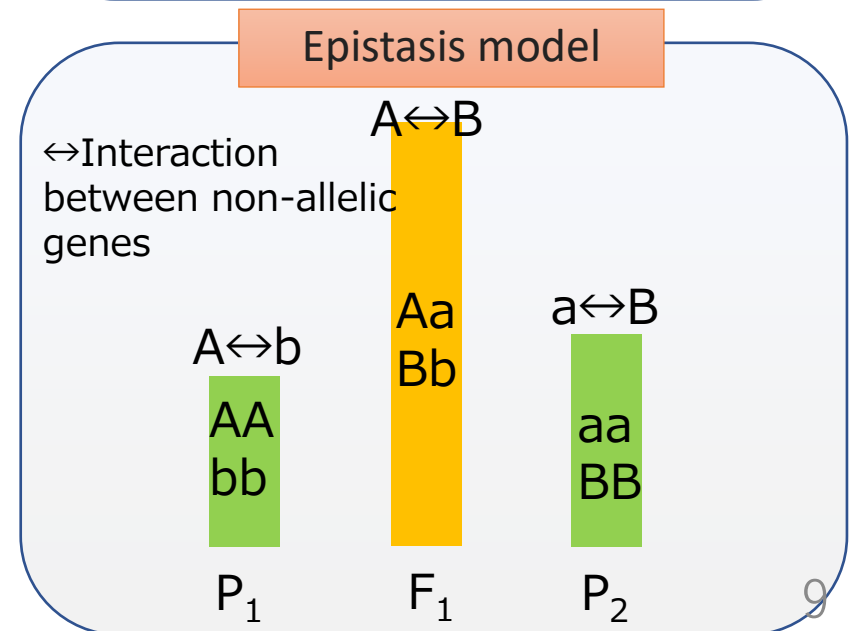 Epistasis model
A↔B
↔Interaction
between non-allelic
genes
Aa
Bb
a↔B
A↔b
AA
bb
aa
BB
P₁
F₁
P₂
9